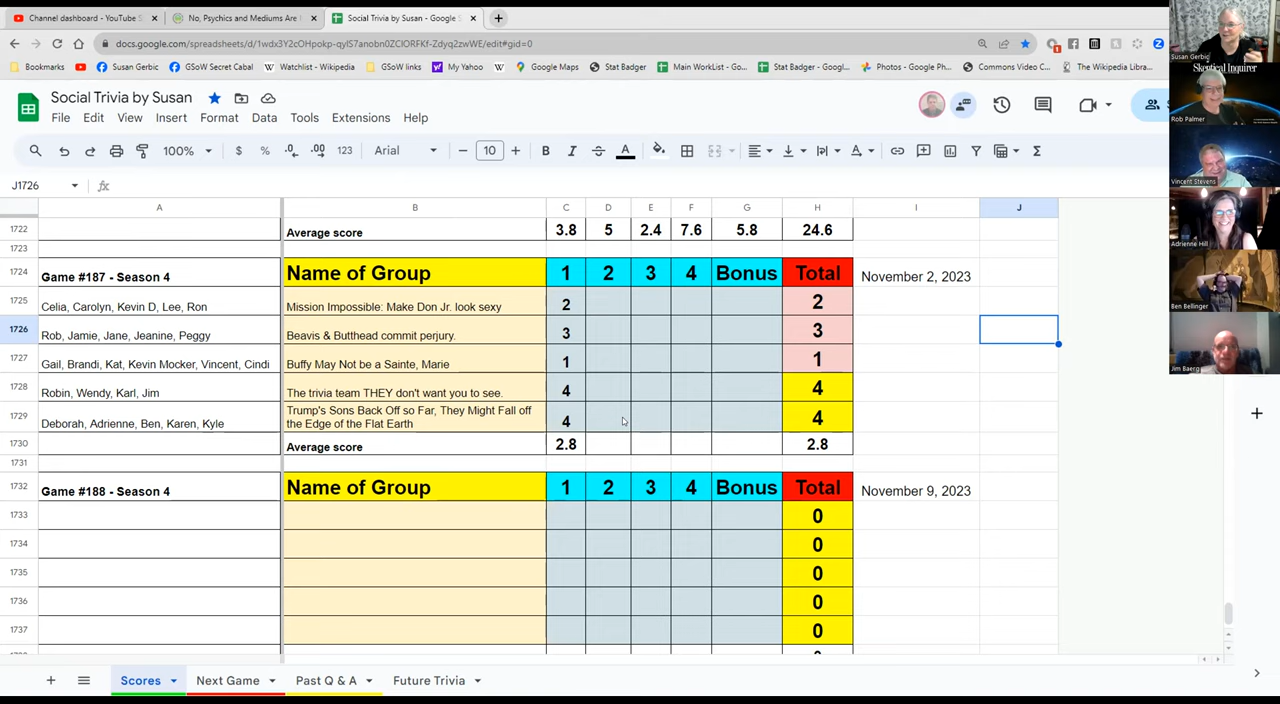 Channel dashboard - YouTube S
No, Psychics and Mediums Are T
Social Trivia by Susan - Google S
docs.google.com/spreadsheets/d/1wdx3Y2cOHpokp-qylS7anobn0ZClORFKf-Zdyq2zwWE/edit#gid=0
Bookmarks
Susan Gerbic
GSoW Secret Cabal
Watchlist - Wikipedia
GSoW links
My Yahoo
Stat Badger
Main WorkList - Goo
Stat Badger - Googl
Photos -
Commons Video C
The Wikipedia Libra
Social Trivia by Susan
File Edit View Insert Format Data Tools Extensions Help
100% $ % .0 .00 123 Arial 10 B I S A
J1726 fx
A B C D E F G H I J
1722 Average score 3.8 5 2.4 7.6 5.8 24.6
1723
1724 Game #187 - Season 4 Name of Group 1 2 3 4 Bonus Total November 2, 2023
1725 Celia, Carolyn, Kevin D, Lee, Ron Mission Impossible: Make Don Jr. look sexy 2 2
1726 Rob, Jamie, Jane, Jeanine, Peggy Beavis & Butthead commit perjury. 3 3
1727 Gail, Brandi, Kat, Kevin Mocker, Vincent, Cindi Buffy May Not be a Sainte, Marie 1 1
1728 Robin, Wendy, Karl, Jim The trivia team THEY don't want you to see. 4 4
1729 Deborah, Adrienne, Ben, Karen, Kyle Trump's Sons Back Off so Far, They Might Fall off
the Edge of the Flat Earth 4 4
1730 Average score 2.8 2.8
1731
1732 Game #188 - Season 4 Name of Group 1 2 3 4 Bonus Total November 9, 2023
1733 0
1734 0
1735 0
1736 0
1737 0
Scores Next Game Past Q & A Future Trivia
Susan Gerbic
Skeptical Inquirer
Rob Palmer
Vincent Stevens
Adrienne Hill
Ben Bellinger
Jim Baerg